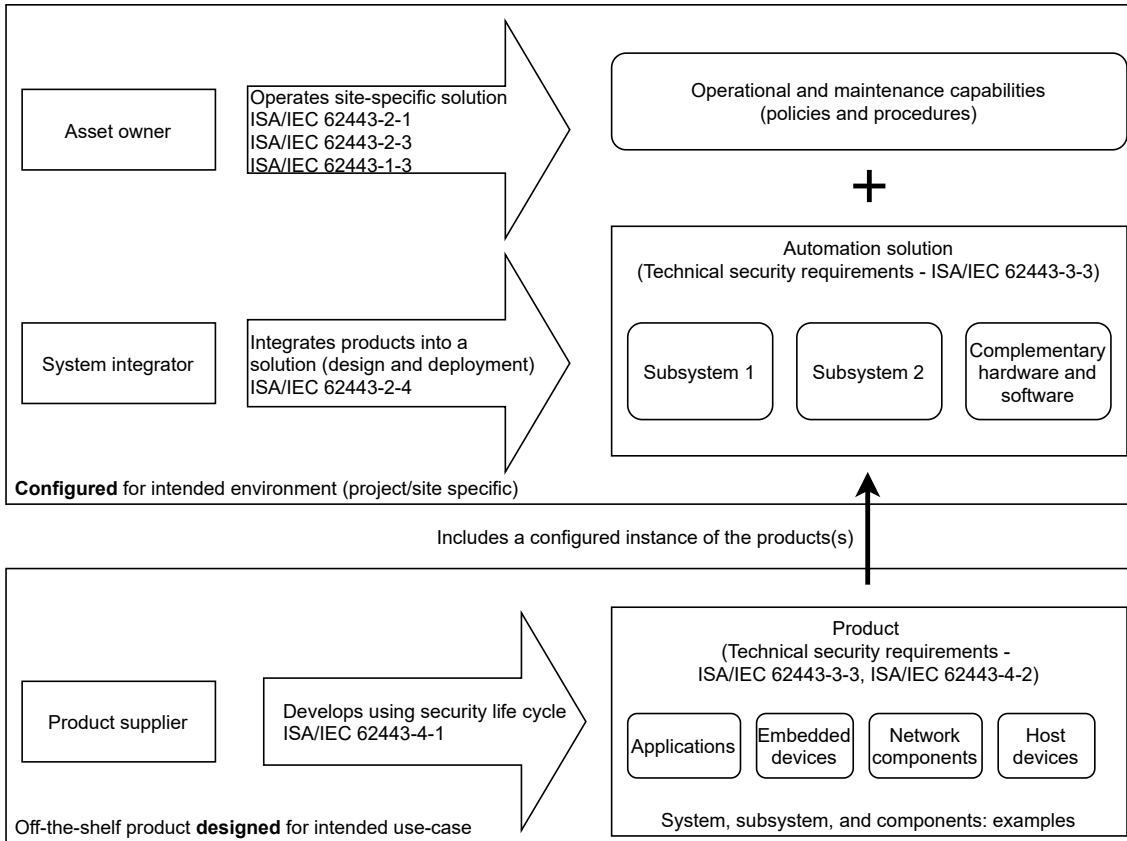 Asset owner
Operates site-specific solution
ISA/IEC 62443-2-1
ISA/IEC 62443-2-3
ISA/IEC 62443-1-3
Operational and maintenance capabilities
(policies and procedures)
+
Automation solution
(Technical security requirements - ISA/IEC 62443-3-3)
System integrator
Integrates products into a
solution (design and deployment)
ISA/IEC 62443-2-4
Subsystem 1
Subsystem 2
Complementary
hardware and
software
Configured for intended environment (project/site specific)
Includes a configured instance of the products(s)
Product supplier
Develops using security life cycle
ISA/IEC 62443-4-1
Product
(Technical security requirements -
ISA/IEC 62443-3-3, ISA/IEC 62443-4-2)
Applications
Embedded
devices
Network
components
Host
devices
System, subsystem, and components: examples
Off-the-shelf product designed for intended use-case